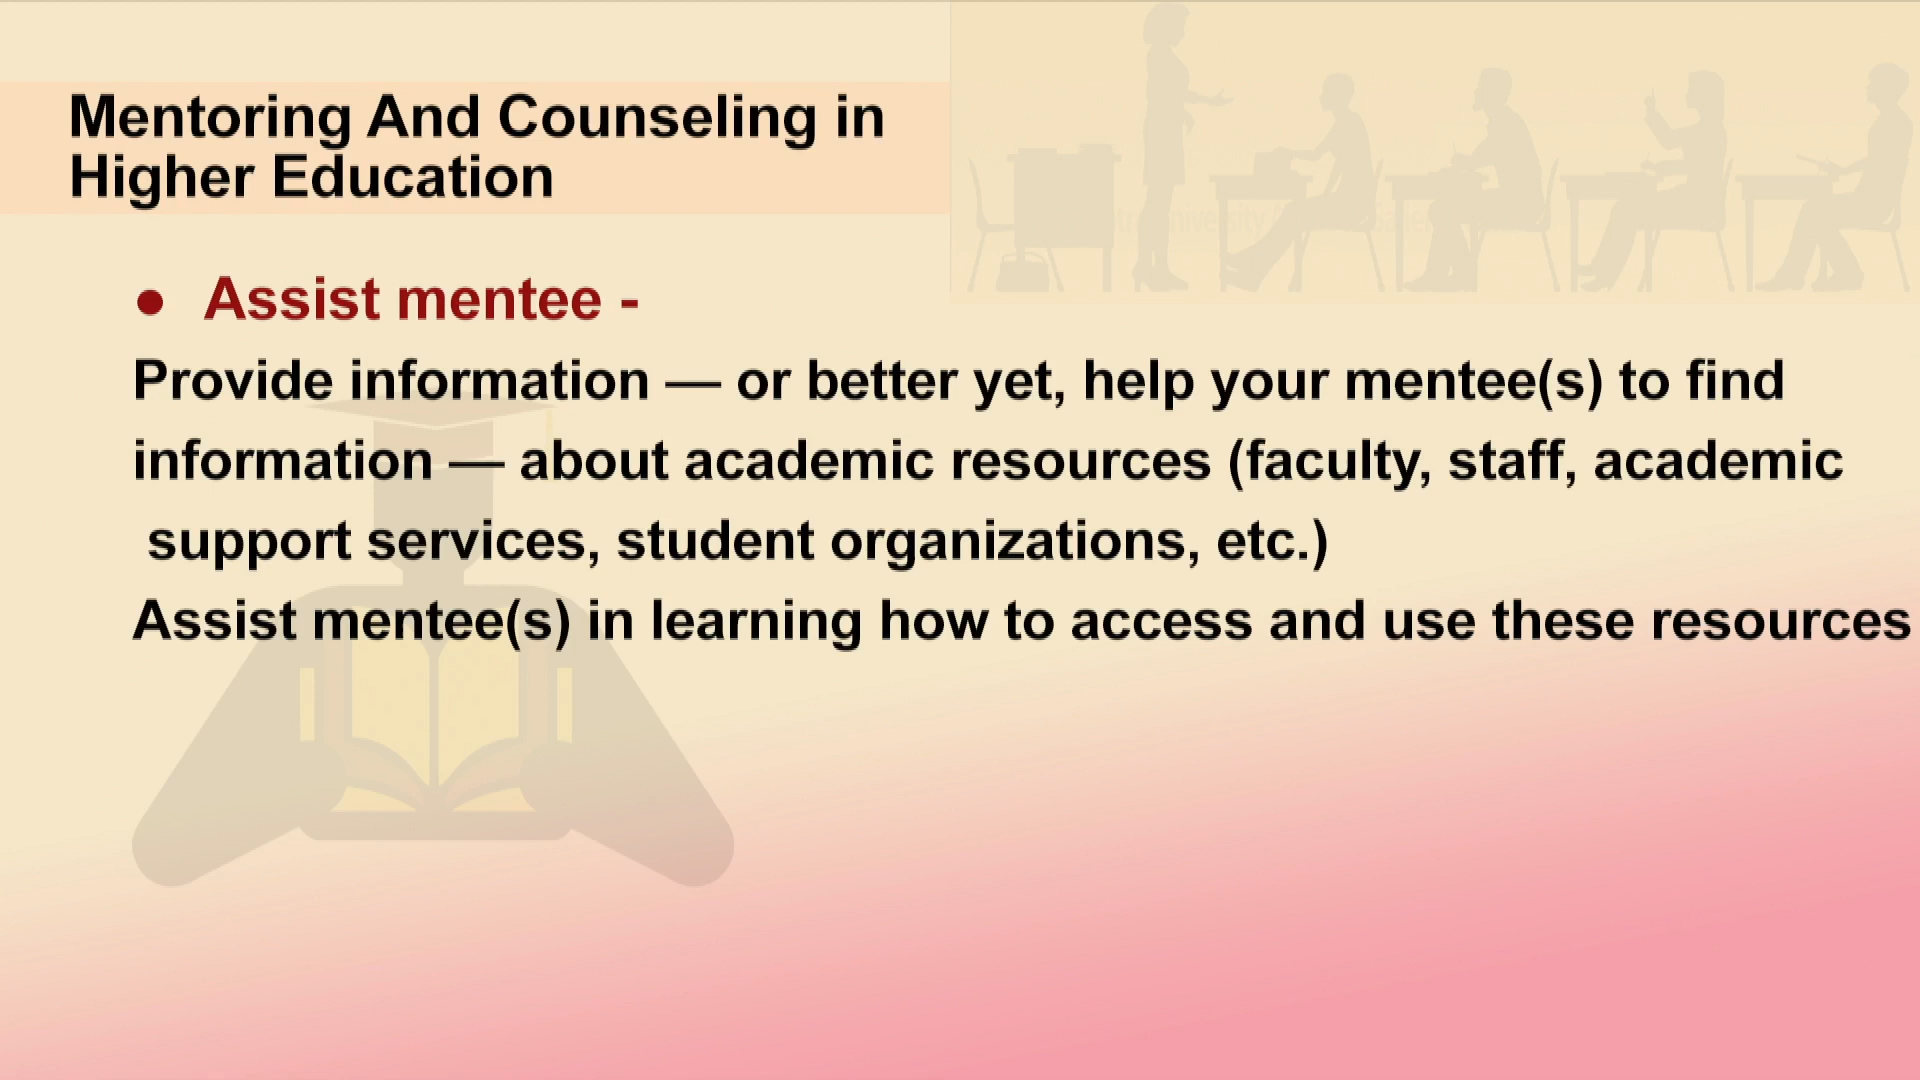 Mentoring And Counseling in
Higher Education
● Assist mentee -
Provide information — or better yet, help your mentee(s) to find
information — about academic resources (faculty, staff, academic
support services, student organizations, etc.)
Assist mentee(s) in learning how to access and use these resources